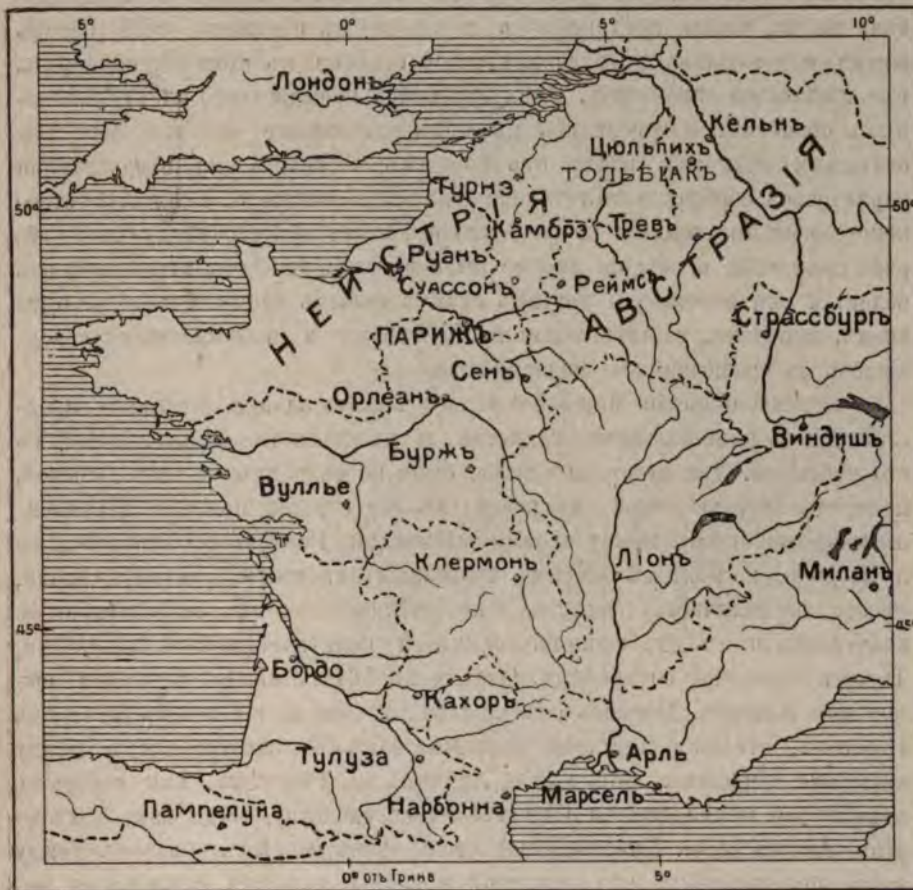 5° 0° 5° 10°
Лондонъ
Кельнъ
Цюльпихъ
ТОЛЬБІАКЪ
Турнэ
50° 50°
НЕЙСТРІЯ
Камбрэ
Тревъ
АВСТРАЗІЯ
Руанъ
Суассонъ
Реймсъ
ПАРИЖЪ
Страссбургъ
Сенъ
Орлеанъ
Виндишъ
Буржъ
Вуллье
Клермонъ
Ліонъ
Миланъ
45° 45°
Бордо
Кахоръ
Тулуза
Арль
Нарбонна
Марсель
Пампелуна
0° отъ Гринв 5°